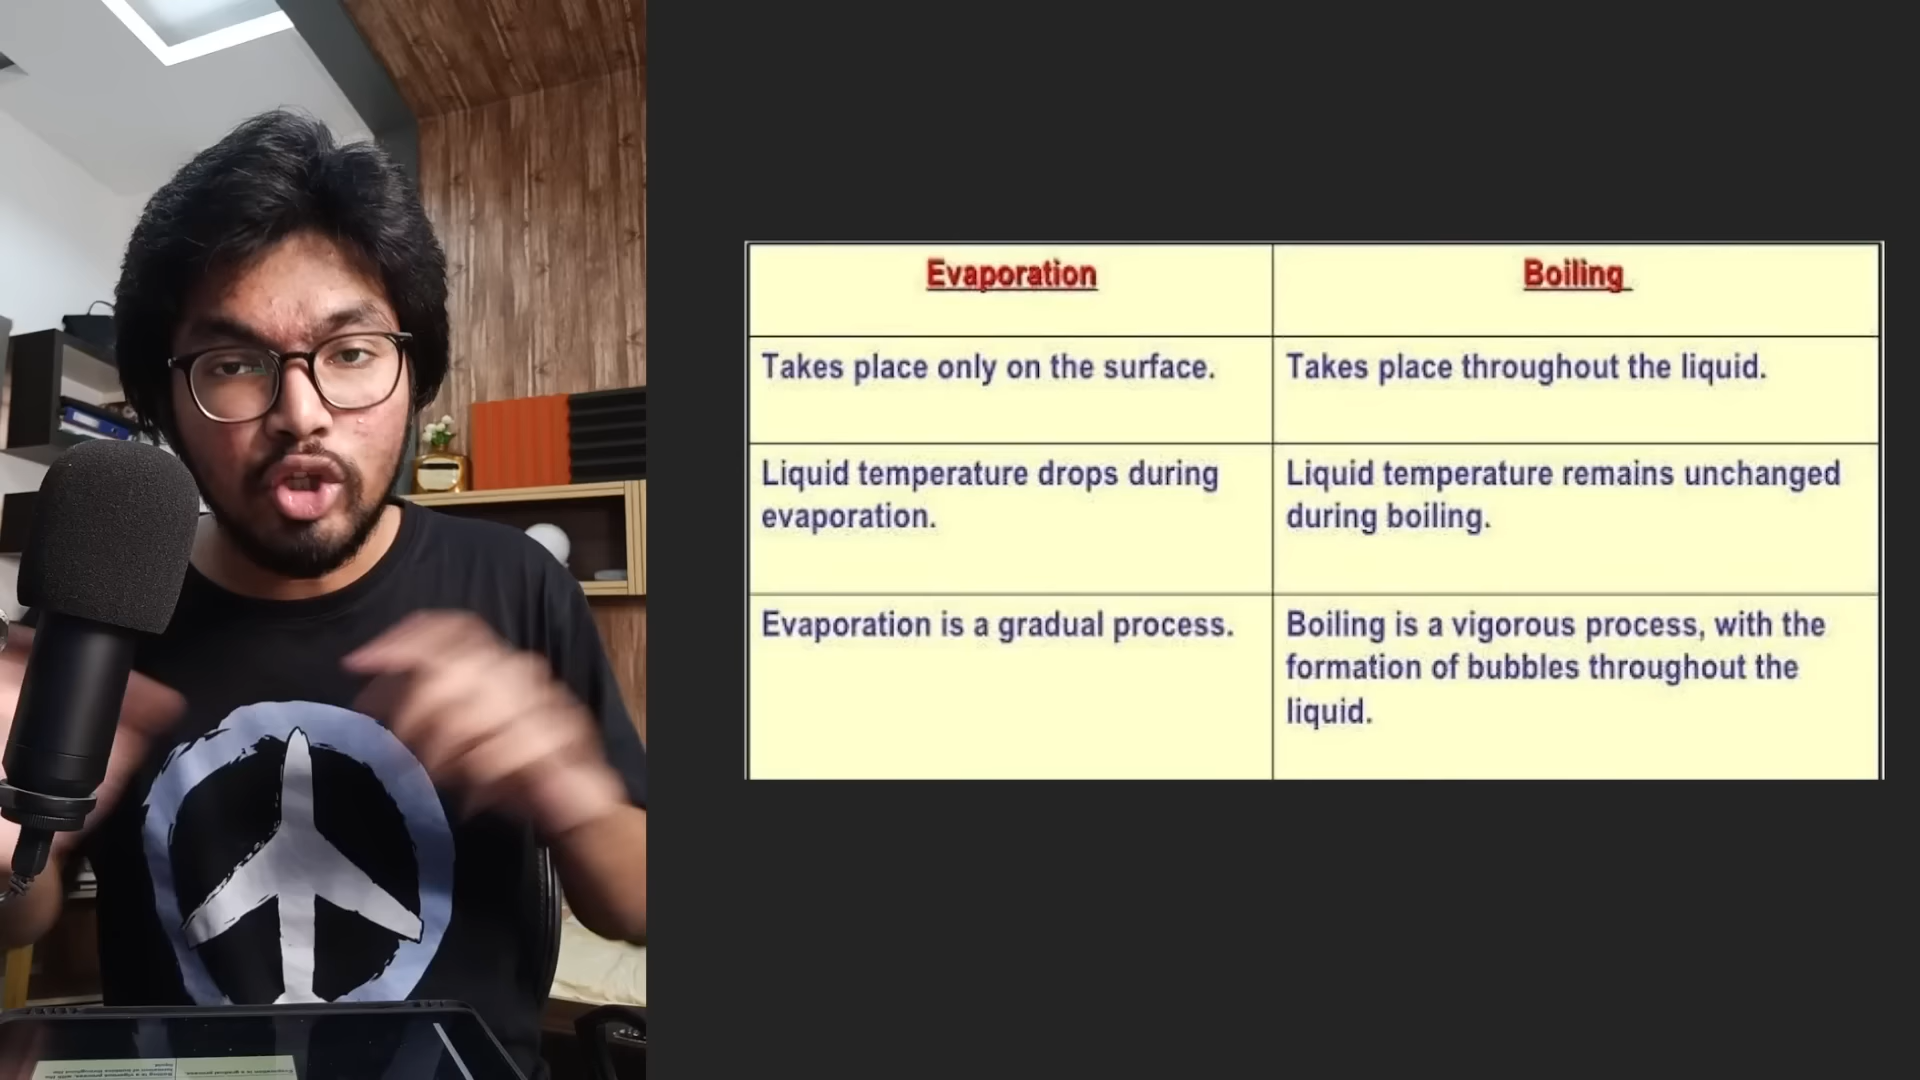 Evaporation
Boiling
Takes place only on the surface.
Takes place throughout the liquid.
Liquid temperature drops during
evaporation.
Liquid temperature remains unchanged
during boiling.
Evaporation is a gradual process.
Boiling is a vigorous process, with the
formation of bubbles throughout the
liquid.